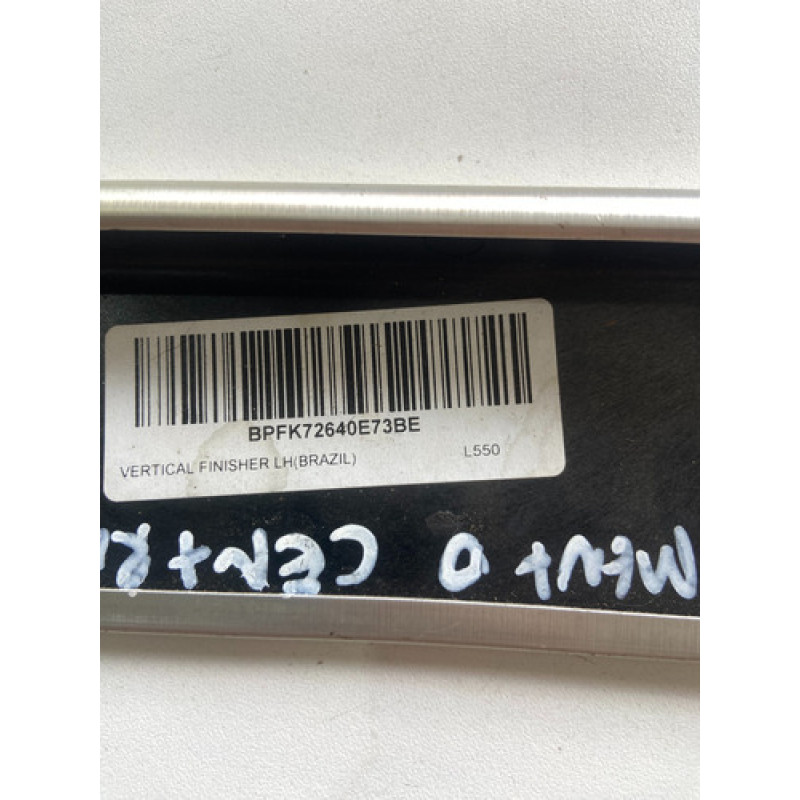 BPFK72640E73BE
VERTICAL FINISHER LH(BRAZIL) L550